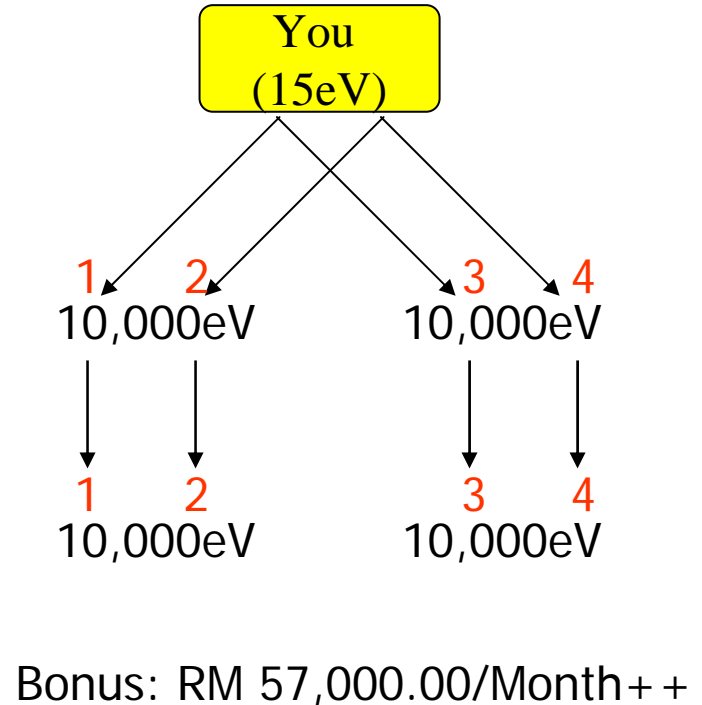 You
(15eV)
1 2 3 4
10,000eV 10,000eV
1 2 3 4
10,000eV 10,000eV
Bonus: RM 57,000.00/Month++